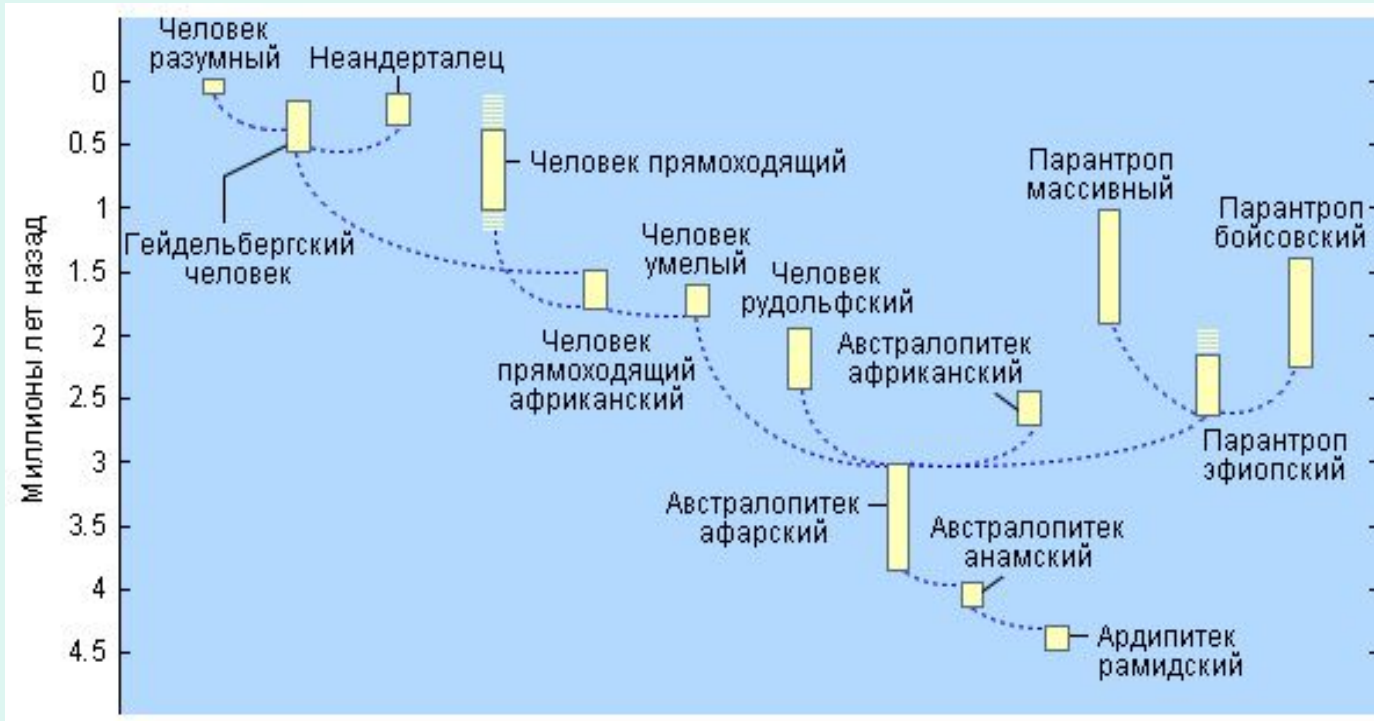 Человек
разумный
Неандерталец
Человек прямоходящий
Гейдельбергский
человек
Человек
умелый
Человек
рудольфский
Парантроп
массивный
Парантроп
бойсовский
Человек
прямоходящий
африканский
Австралопитек
африканский
Парантроп
эфиопский
Австралопитек
афарский
Австралопитек
анамский
Ардипитек
рамидский
Миллионы лет назад
0
0.5
1
1.5
2
2.5
3
3.5
4
4.5